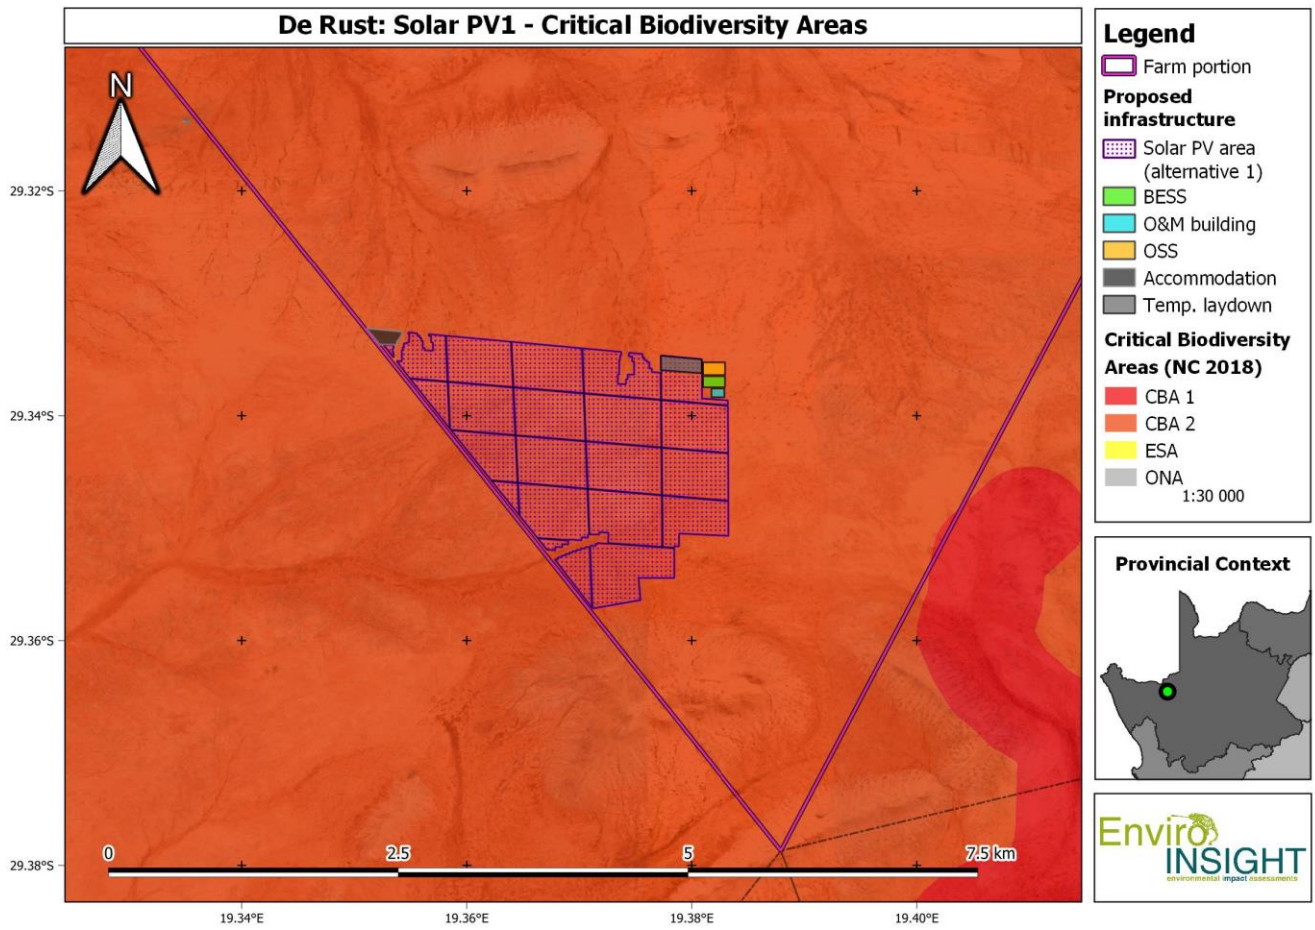 De Rust: Solar PV1 - Critical Biodiversity Areas
N
29.32°S
29.34°S
29.36°S
29.38°S
0
2.5
5
7.5 km
19.34°E
19.36°E
19.38°E
19.40°E
Legend
Farm portion
Proposed
infrastructure
Solar PV area
(alternative 1)
BESS
O&M building
OSS
Accommodation
Temp. laydown
Critical Biodiversity
Areas (NC 2018)
CBA 1
CBA 2
ESA
ONA
1:30 000
Provincial Context
Enviro
INSIGHT
environmental impact assessments